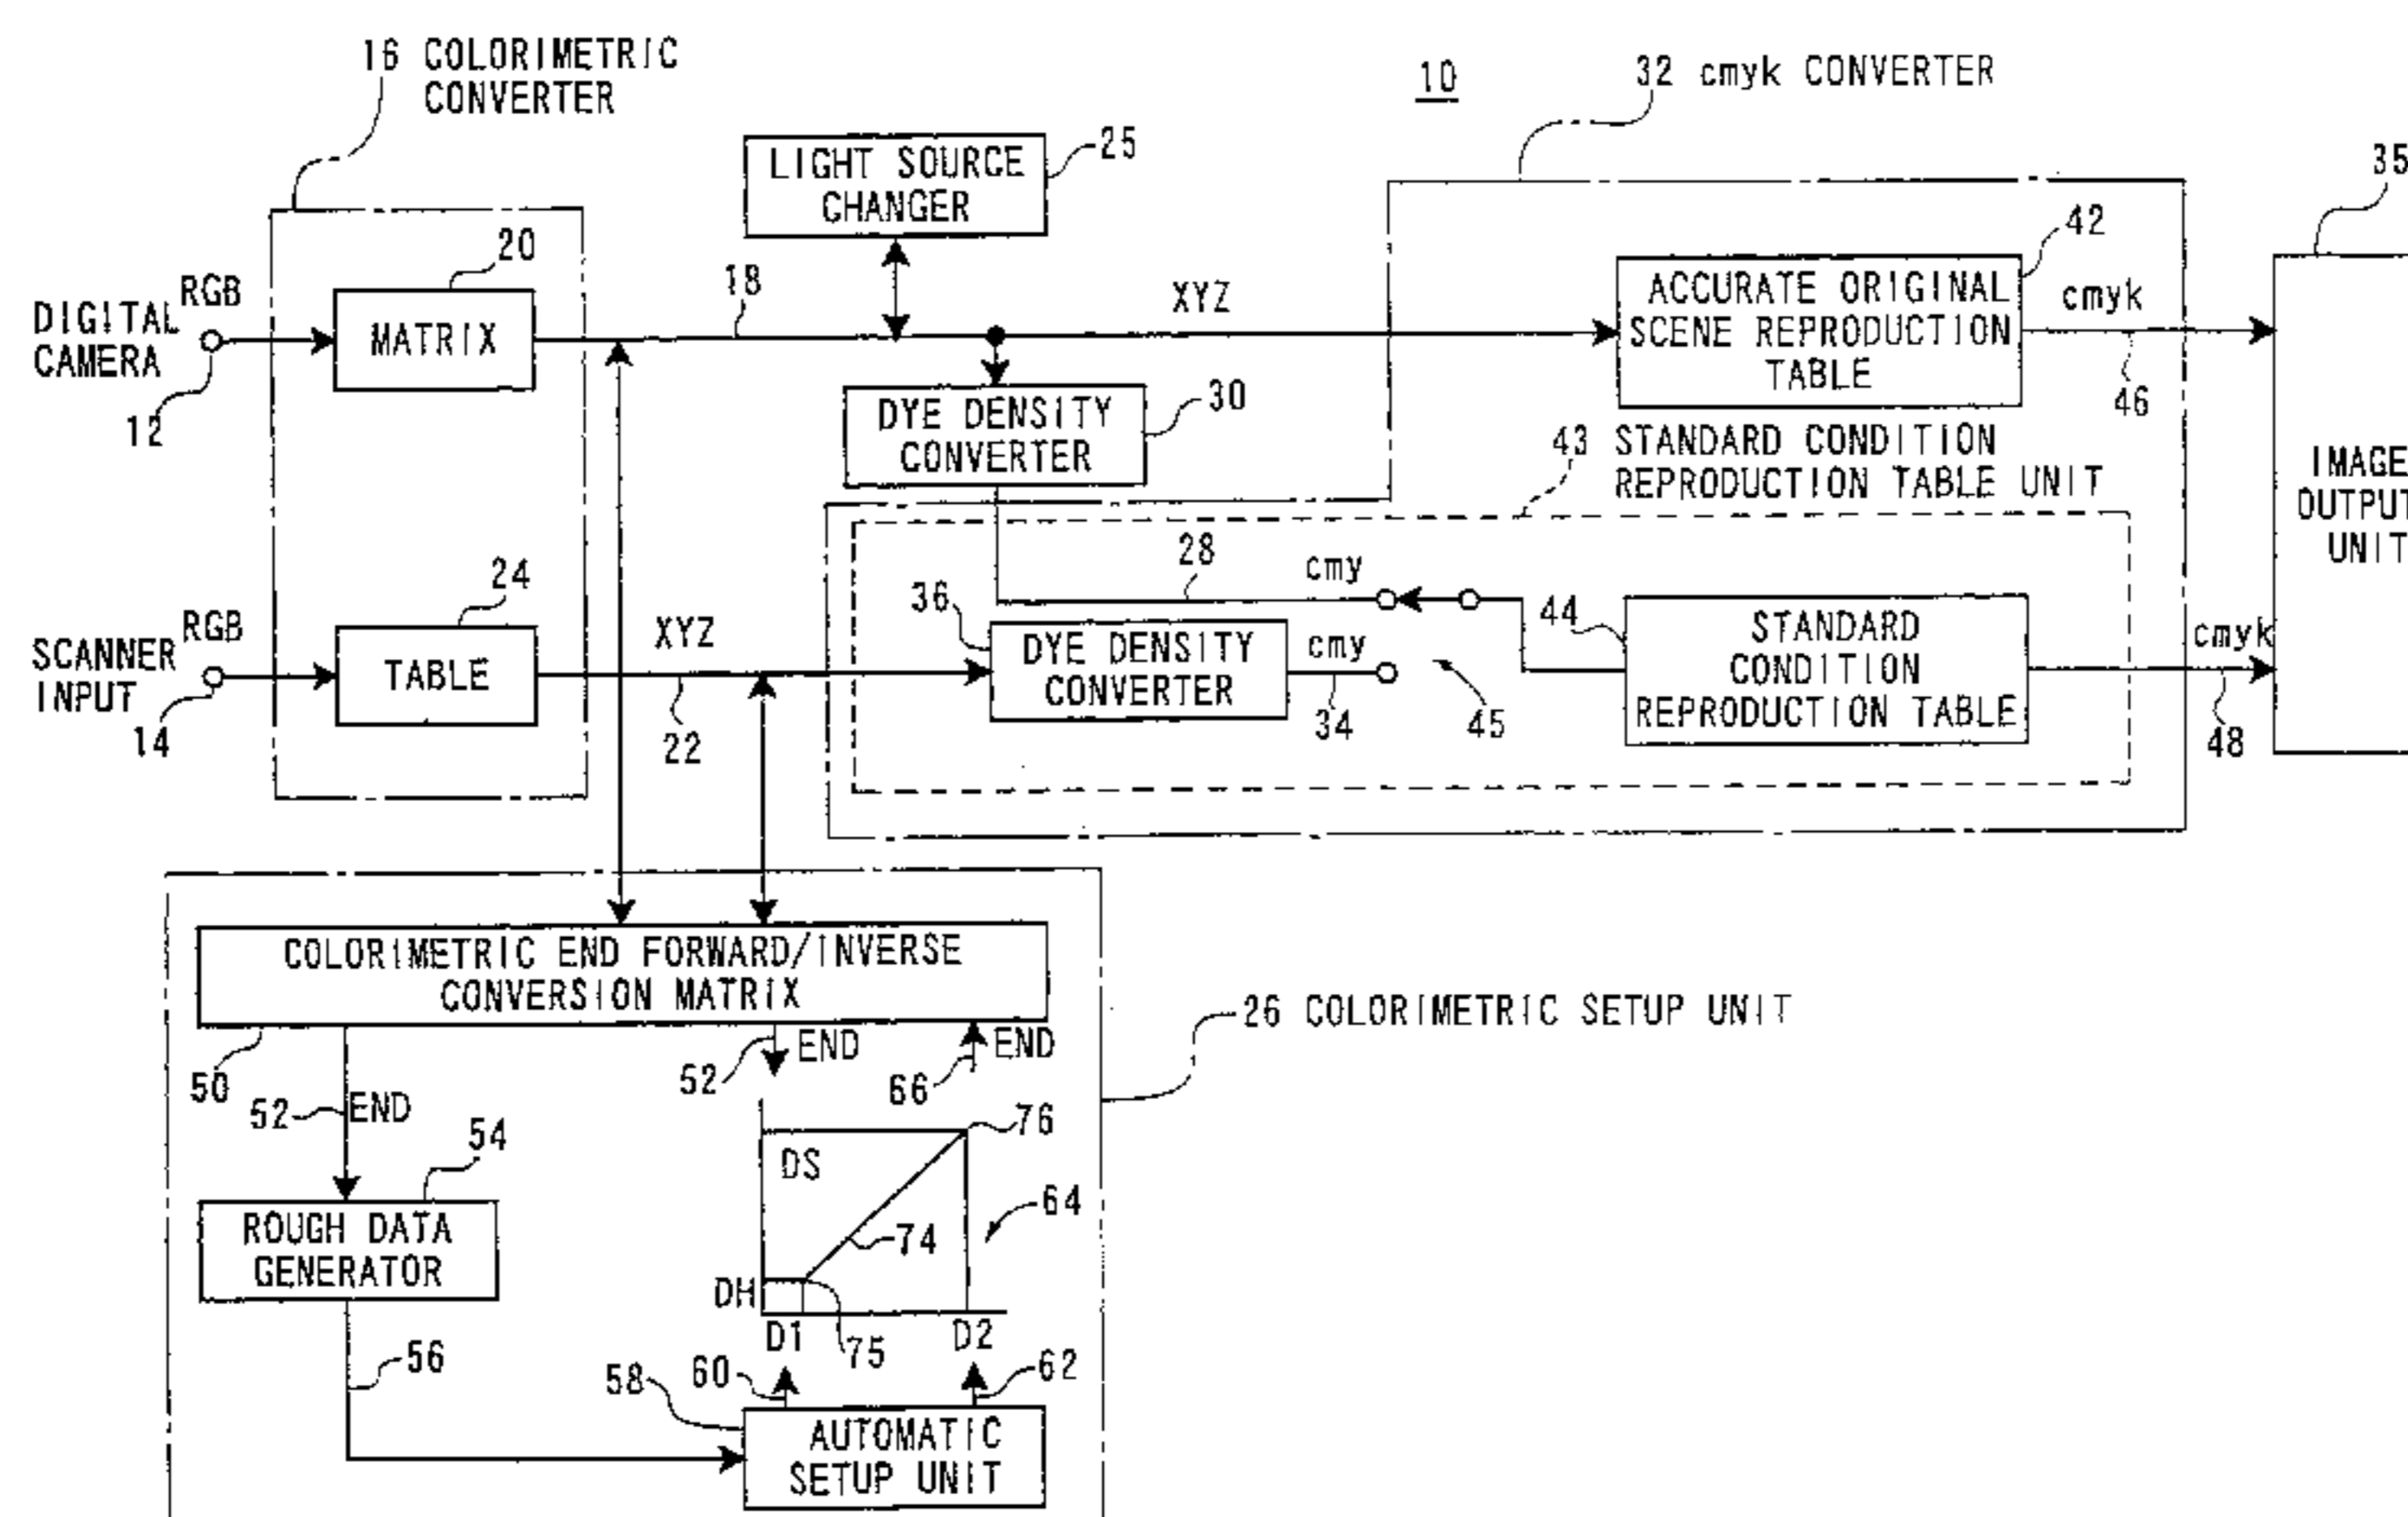 16 COLORIMETRIC
CONVERTER
10
32 cmyk CONVERTER
35
LIGHT SOURCE
CHANGER
25
20
RGB
DIGITAL
CAMERA
12
MATRIX
18
XYZ
42
ACCURATE ORIGINAL
SCENE REPRODUCTION
TABLE
cmyk
46
DYE DENSITY
CONVERTER
30
43 STANDARD CONDITION
REPRODUCTION TABLE UNIT
IMAGE
OUTPUT
UNIT
24
RGB
SCANNER
INPUT
14
TABLE
XYZ
22
28
cmy
36
DYE DENSITY
CONVERTER
cmy
34
45
44
STANDARD
CONDITION
REPRODUCTION TABLE
cmyk
48
COLORIMETRIC END FORWARD/INVERSE
CONVERSION MATRIX
26 COLORIMETRIC SETUP UNIT
50
52
END
52
END
66
END
54
ROUGH DATA
GENERATOR
76
DS
64
74
DH
D1
75
D2
56
58
60
62
AUTOMATIC
SETUP UNIT